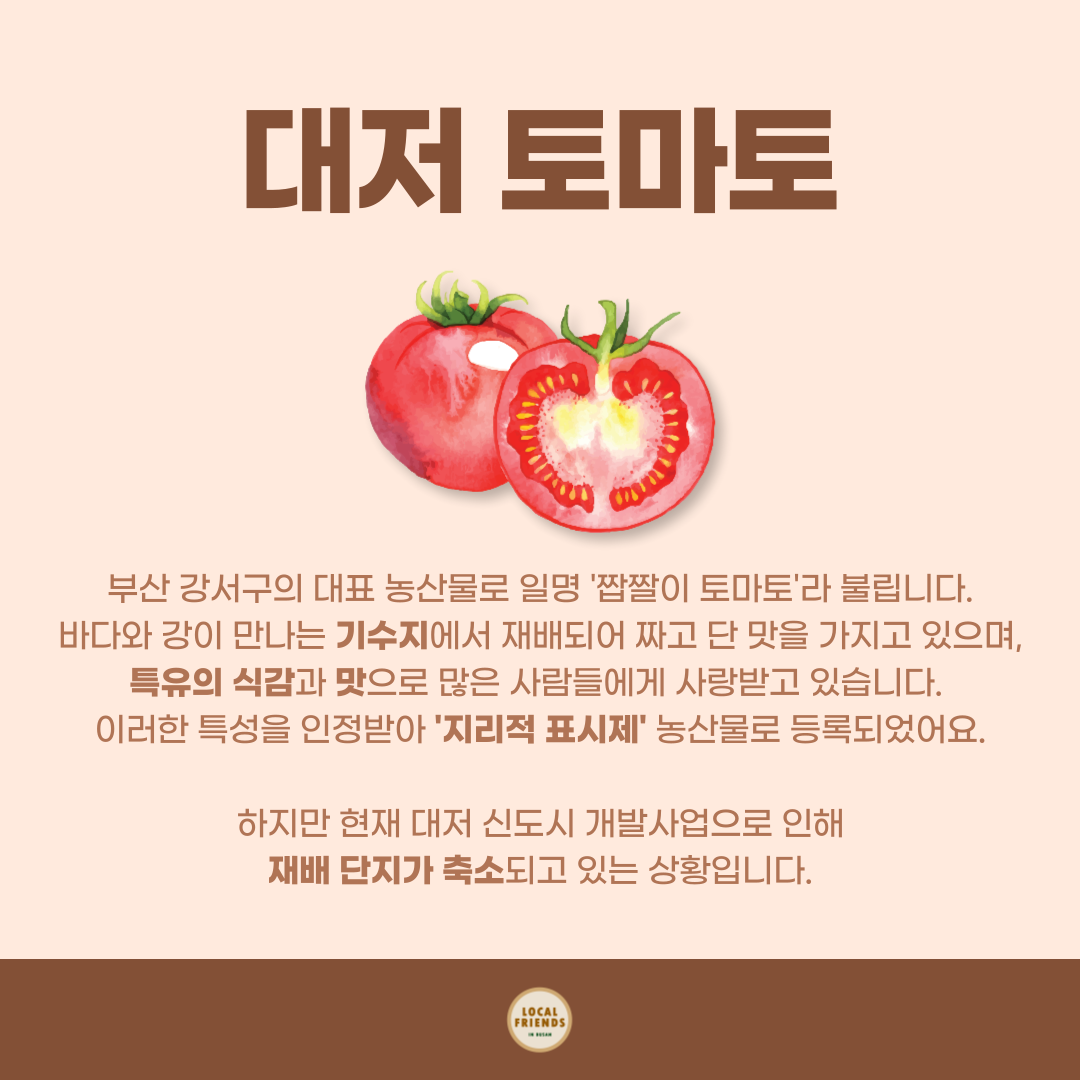 대저 토마토
부산 강서구의 대표 농산물로 일명 '짭짤이 토마토'라 불립니다.
바다와 강이 만나는 기수지에서 재배되어 짜고 단 맛을 가지고 있으며,
특유의 식감과 맛으로 많은 사람들에게 사랑받고 있습니다.
이러한 특성을 인정받아 '지리적 표시제' 농산물로 등록되었어요.
하지만 현재 대저 신도시 개발사업으로 인해
재배 단지가 축소되고 있는 상황입니다.
LOCAL
FRIENDS
IN BUSAN